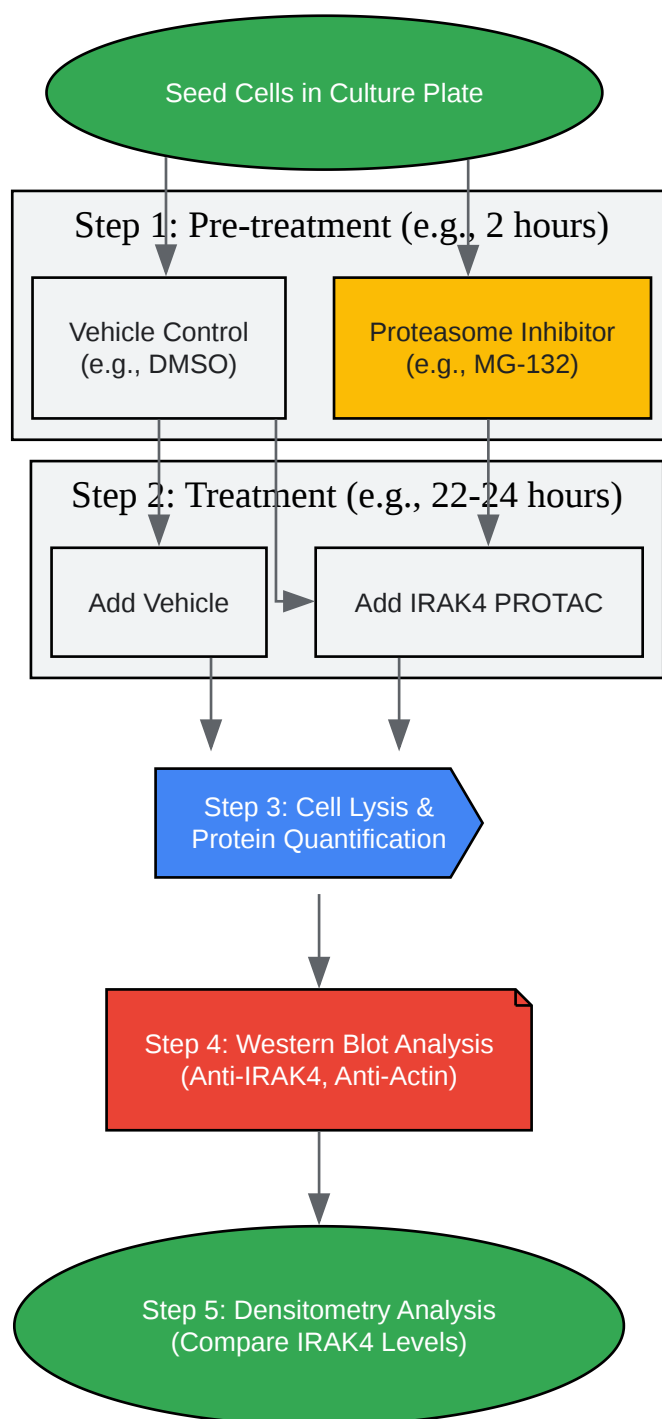 Seed Cells in Culture Plate
Step 1: Pre-treatment (e.g., 2 hours)
Vehicle Control
(e.g., DMSO)
Proteasome Inhibitor
(e.g., MG-132)
Step 2: Treatment (e.g., 22-24 hours)
Add Vehicle
Add IRAK4 PROTAC
Step 3: Cell Lysis &
Protein Quantification
Step 4: Western Blot Analysis
(Anti-IRAK4, Anti-Actin)
Step 5: Densitometry Analysis
(Compare IRAK4 Levels)